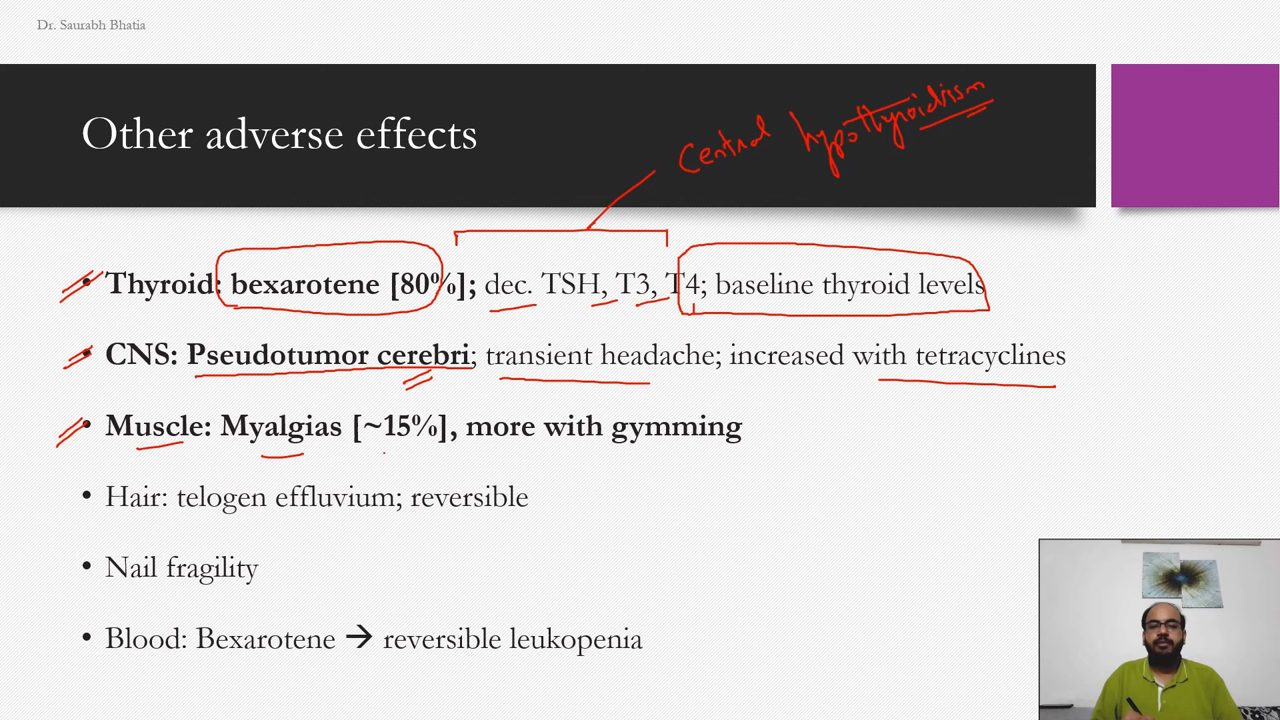 Dr. Saurabh Bhatia
Other adverse effects
Central hypothyroidism
• Thyroid: bexarotene [80%]; dec. TSH, T3, T4; baseline thyroid levels
• CNS: Pseudotumor cerebri; transient headache; increased with tetracyclines
• Muscle: Myalgias [~15%], more with gymming
• Hair: telogen effluvium; reversible
• Nail fragility
• Blood: Bexarotene → reversible leukopenia